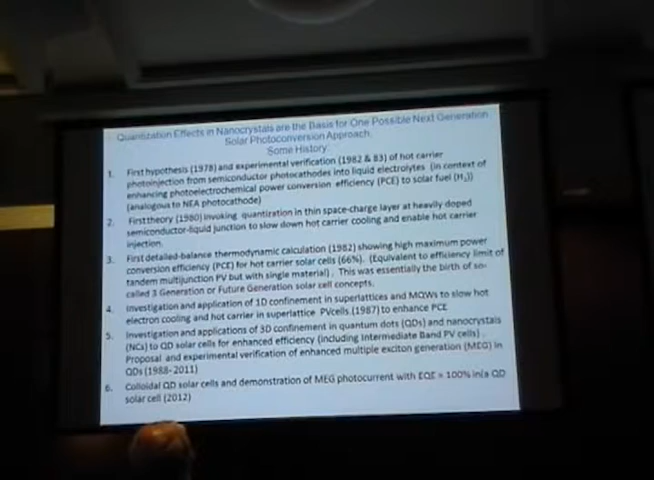 Quantization Effects in Nanocrystals are the Basis for One Possible Next Generation
Solar Photoconversion Approach.
Some History:
1. First hypothesis (1978) and experimental verification (1982 & 83) of hot carrier
photoinjection from semiconductor photocathodes into liquid electrolytes (in context of
enhancing photoelectrochemical power conversion efficiency (PCE) to solar fuel (H2))
(analogous to NEA photocathode)
2. First theory (1980) invoking quantization in thin space-charge layer at heavily doped
semiconductor-liquid junction to slow down hot carrier cooling and enable hot carrier
injection.
3. First detailed-balance thermodynamic calculation (1982) showing high maximum power
conversion efficiency (PCE) for hot carrier solar cells (66%). (Equivalent to efficiency limit of
tandem multijunction PV but with single material). This was essentially the birth of so-
called 3 Generation or Future Generation solar cell concepts.
4. Investigation and application of 1D confinement in superlattices and MQWs to slow hot
electron cooling and hot carrier in superlattice PVcells.(1987) to enhance PCE
5. Investigation and applications of 3D confinement in quantum dots (QDs) and nanocrystals
(NCs) to QD solar cells for enhanced efficiency (including Intermediate Band PV cells) .
Proposal and experimental verification of enhanced multiple exciton generation (MEG) in
QDs (1988-2011)
6. Colloidal QD solar cells and demonstration of MEG photocurrent with EQE > 100% in/a QD
solar cell (2012)